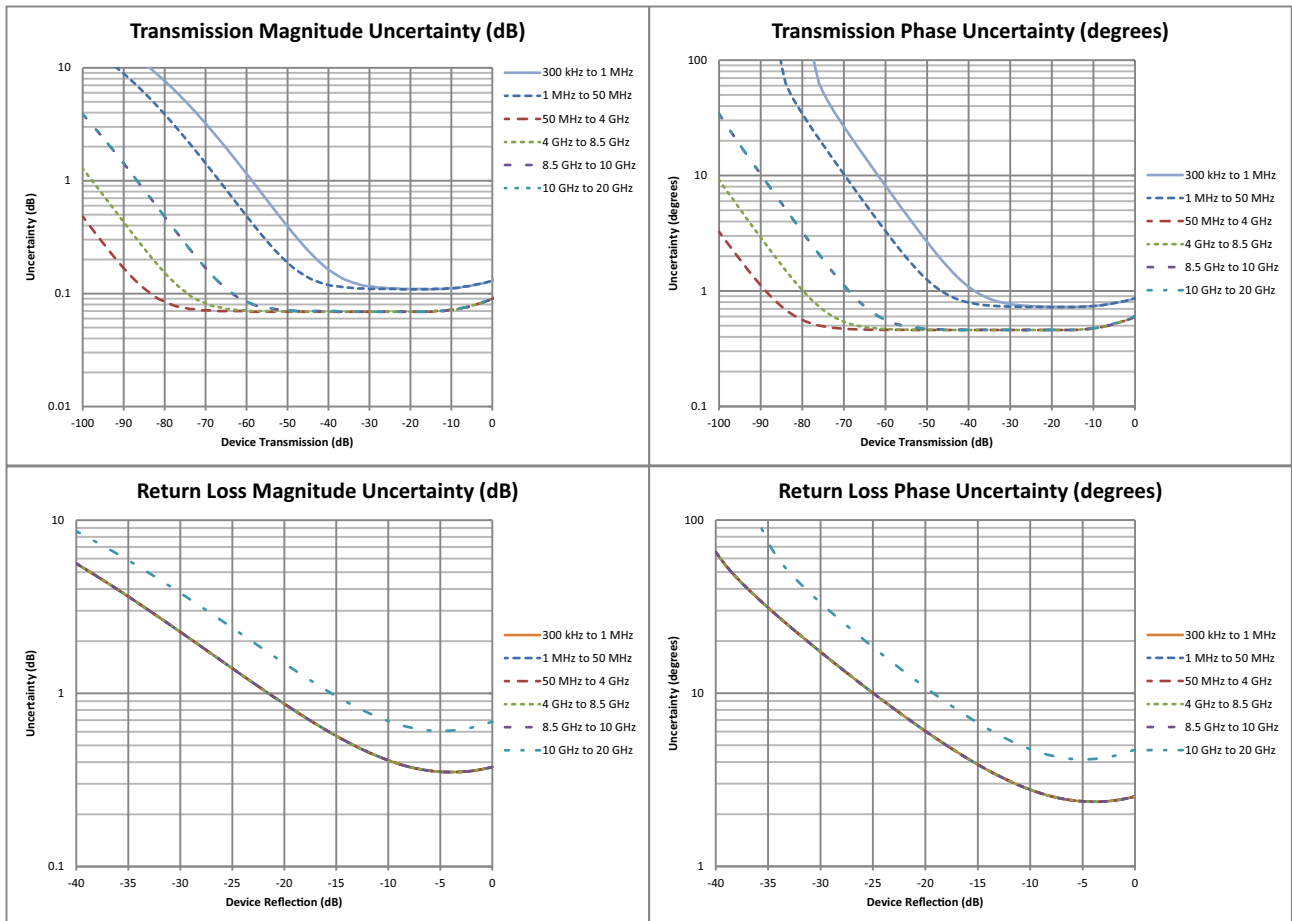 Transmission Magnitude Uncertainty (dB)
10
1
0.1
0.01
Uncertainty (dB)
-100 -90 -80 -70 -60 -50 -40 -30 -20 -10 0
Device Transmission (dB)
300 kHz to 1 MHz
1 MHz to 50 MHz
50 MHz to 4 GHz
4 GHz to 8.5 GHz
8.5 GHz to 10 GHz
10 GHz to 20 GHz
Transmission Phase Uncertainty (degrees)
100
10
1
0.1
Uncertainty (degrees)
-100 -90 -80 -70 -60 -50 -40 -30 -20 -10 0
Device Transmission (dB)
300 kHz to 1 MHz
1 MHz to 50 MHz
50 MHz to 4 GHz
4 GHz to 8.5 GHz
8.5 GHz to 10 GHz
10 GHz to 20 GHz
Return Loss Magnitude Uncertainty (dB)
10
1
0.1
Uncertainty (dB)
-40 -35 -30 -25 -20 -15 -10 -5 0
Device Reflection (dB)
300 kHz to 1 MHz
1 MHz to 50 MHz
50 MHz to 4 GHz
4 GHz to 8.5 GHz
8.5 GHz to 10 GHz
10 GHz to 20 GHz
Return Loss Phase Uncertainty (degrees)
100
10
1
Uncertainty (degrees)
-40 -35 -30 -25 -20 -15 -10 -5 0
Device Reflection (dB)
300 kHz to 1 MHz
1 MHz to 50 MHz
50 MHz to 4 GHz
4 GHz to 8.5 GHz
8.5 GHz to 10 GHz
10 GHz to 20 GHz